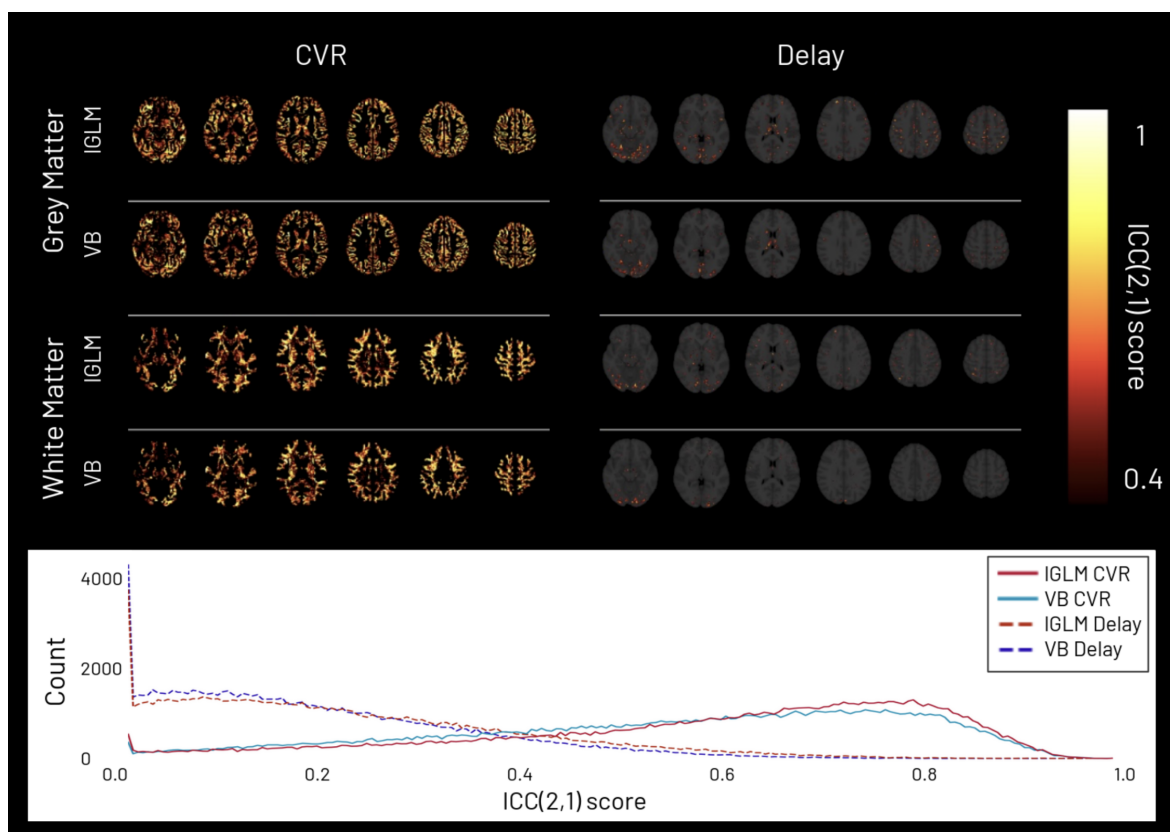 CVR
Delay
Grey Matter
IGLM
VB
White Matter
IGLM
VB
1
ICC(2,1) score
0.4
4000
2000
0
Count
0.0
0.2
0.4
0.6
0.8
1.0
ICC(2,1) score
IGLM CVR
VB CVR
IGLM Delay
VB Delay